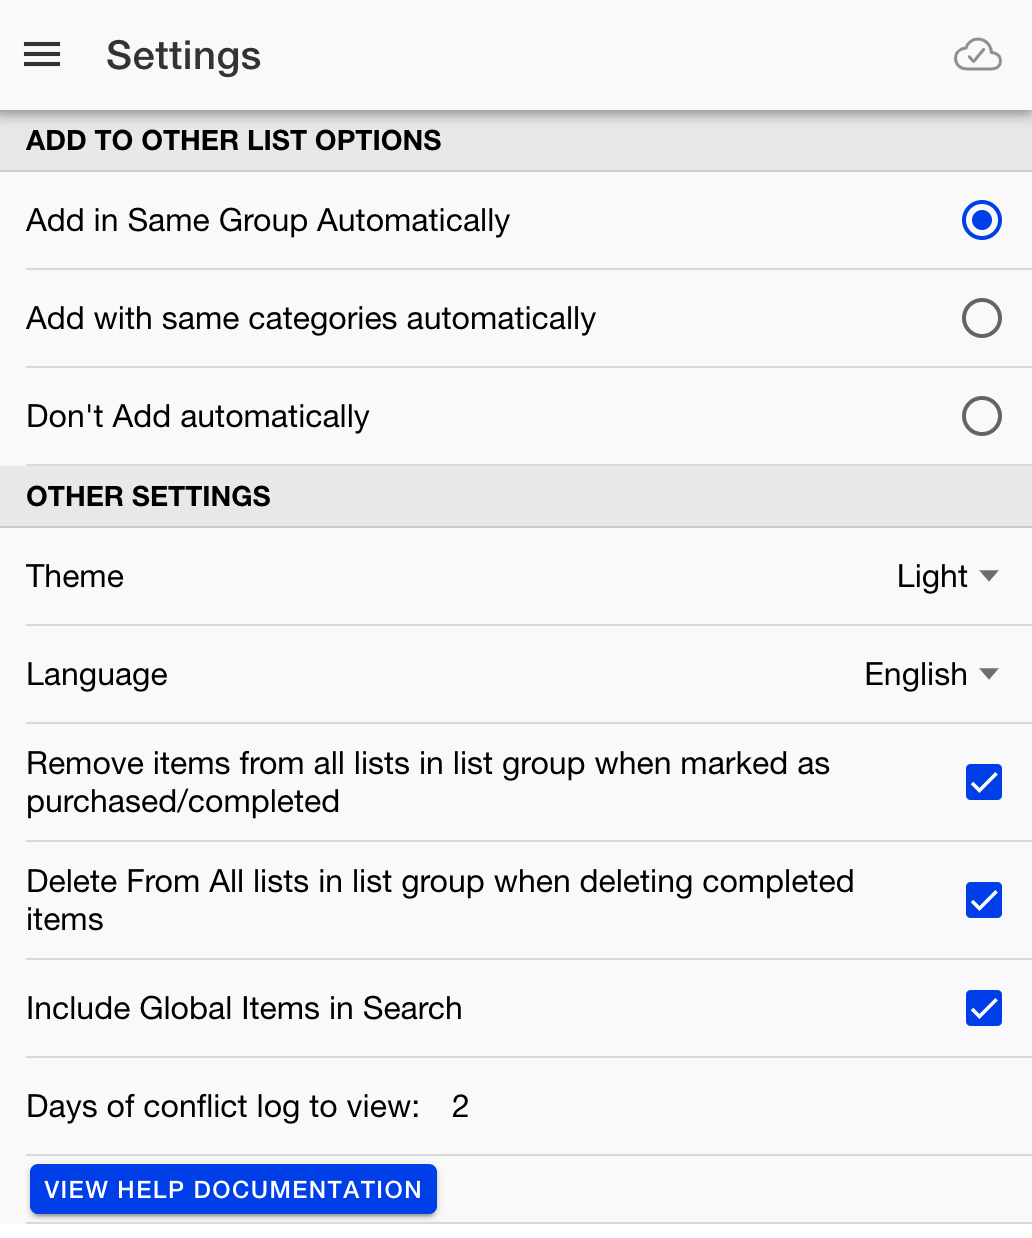 Settings
ADD TO OTHER LIST OPTIONS
Add in Same Group Automatically
Add with same categories automatically
Don't Add automatically
OTHER SETTINGS
Theme Light
Language English
Remove items from all lists in list group when marked as
purchased/completed
Delete From All lists in list group when deleting completed
items
Include Global Items in Search
Days of conflict log to view: 2
VIEW HELP DOCUMENTATION